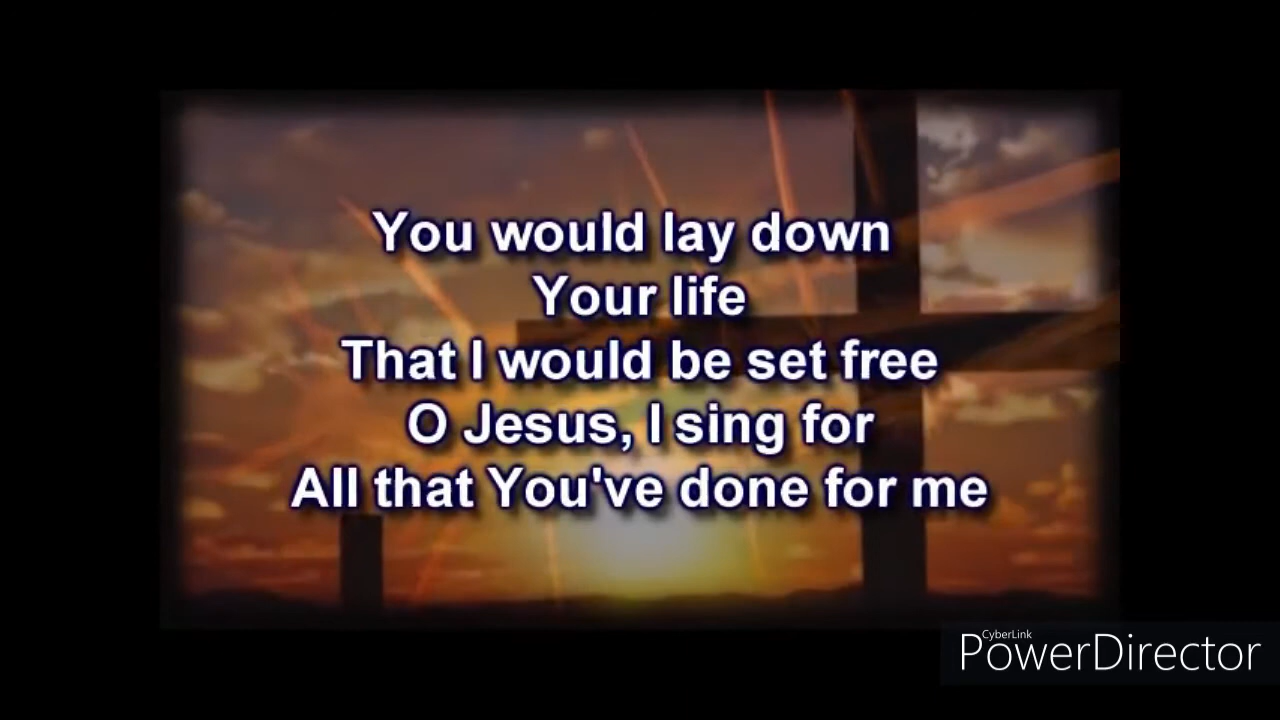 You would lay down
Your life
That I would be set free
O Jesus, I sing for
All that You've done for me
CyberLink
PowerDirector